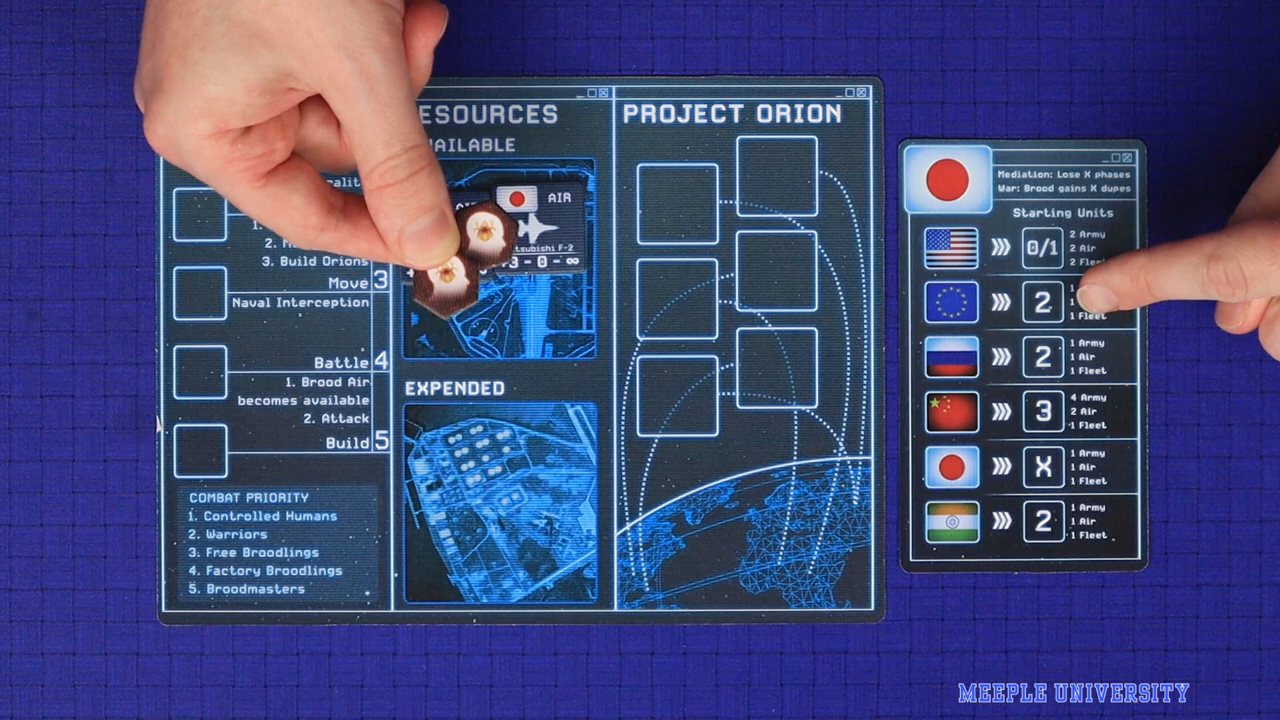 ESOURCES
AILABLE
AIR
3. Build Orions
Move 3
Naval Interception
Battle 4
1. Brood Air
becomes available
2. Attack
Build 5
COMBAT PRIORITY
1. Controlled Humans
2. Warriors
3. Free Broodlings
4. Factory Broodlings
5. Broodmasters
EXPENDED
PROJECT ORION
Mediation: Lose X phases
War: Brood gains X dupes
Starting Units
0/1
2 Army
2 Air
2
1 Fleet
2
1 Army
1 Air
1 Fleet
3
4 Army
2 Air
1 Fleet
X
1 Army
1 Air
1 Fleet
2
1 Army
1 Air
1 Fleet
MEEPLE UNIVERSITY